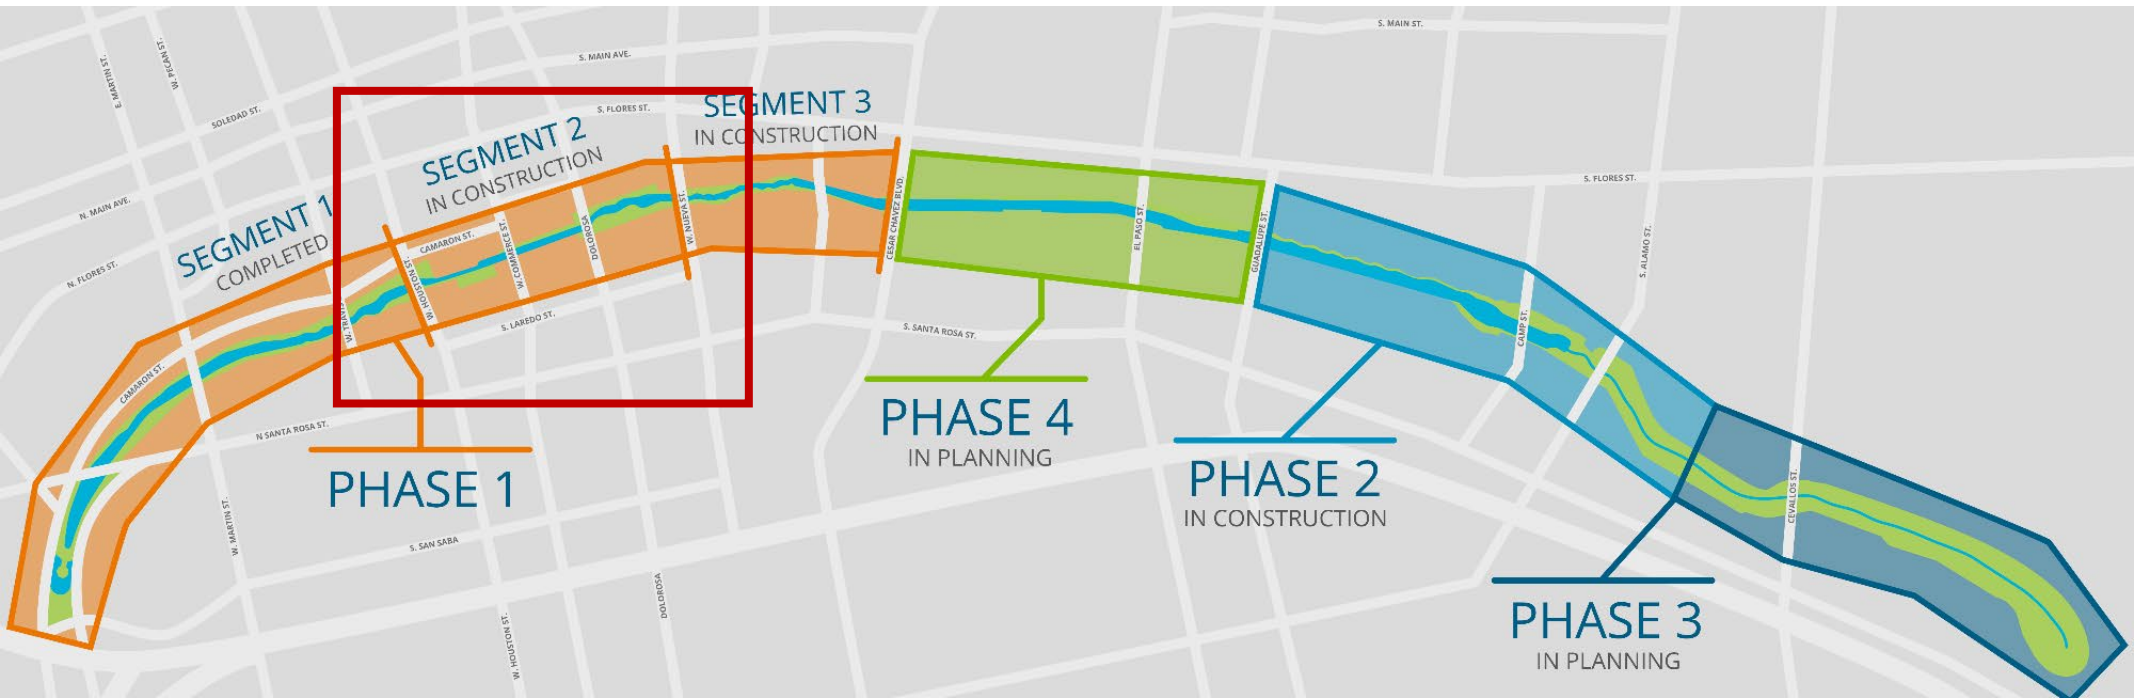 S. MAIN ST.
E. MARTIN ST.
W. PECAN ST.
S. MAIN AVE.
SOLEDAD ST.
S. FLORES ST.
SEGMENT 3
IN CONSTRUCTION
SEGMENT 2
IN CONSTRUCTION
S. FLORES ST.
N. MAIN AVE.
SEGMENT 1
COMPLETED
CAMARON ST.
W. COMMERCE ST.
DOLOROSA
W. NUEVA ST.
CESAR CHAVEZ BLVD.
EL PASO ST.
GUADALUPE ST.
S. ALAMO ST.
N. FLORES ST.
W. HOUSTON ST.
W. TRAVIS
S. LAREDO ST.
S. SANTA ROSA ST.
CAMP ST.
CAMARON ST.
N SANTA ROSA ST.
PHASE 1
PHASE 4
IN PLANNING
PHASE 2
IN CONSTRUCTION
CEVALLOS ST.
W. MARTIN ST.
S. SAN SABA
DOLOROSA
W. HOUSTON ST.
PHASE 3
IN PLANNING